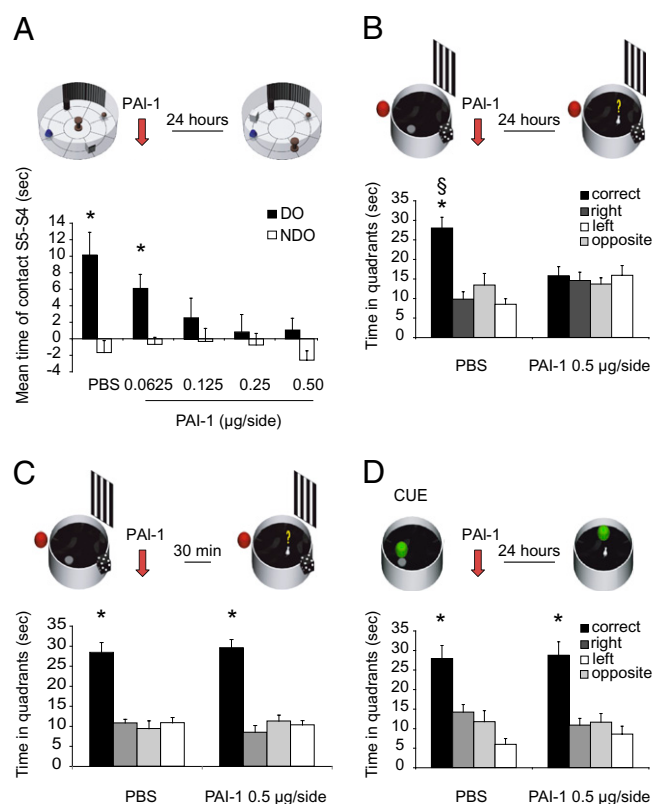 A
PAI-1
24 hours
Mean time of contact S5-S4 (sec)
14
12
10
8
6
4
2
0
-2
-4
*
*
DO
NDO
PBS 0.0625 0.125 0.25 0.50
PAI-1 (µg/side)
B
PAI-1
24 hours
?
Time in quadrants (sec)
35
30
25
20
15
10
5
0
§
*
correct
right
left
opposite
PBS PAI-1 0.5 µg/side
C
PAI-1
30 min
?
Time in quadrants (sec)
35
30
25
20
15
10
5
0
*
*
PBS PAI-1 0.5 µg/side
D
CUE
PAI-1
24 hours
Time in quadrants (sec)
35
30
25
20
15
10
5
0
*
*
correct
right
left
opposite
PBS PAI-1 0.5 µg/side